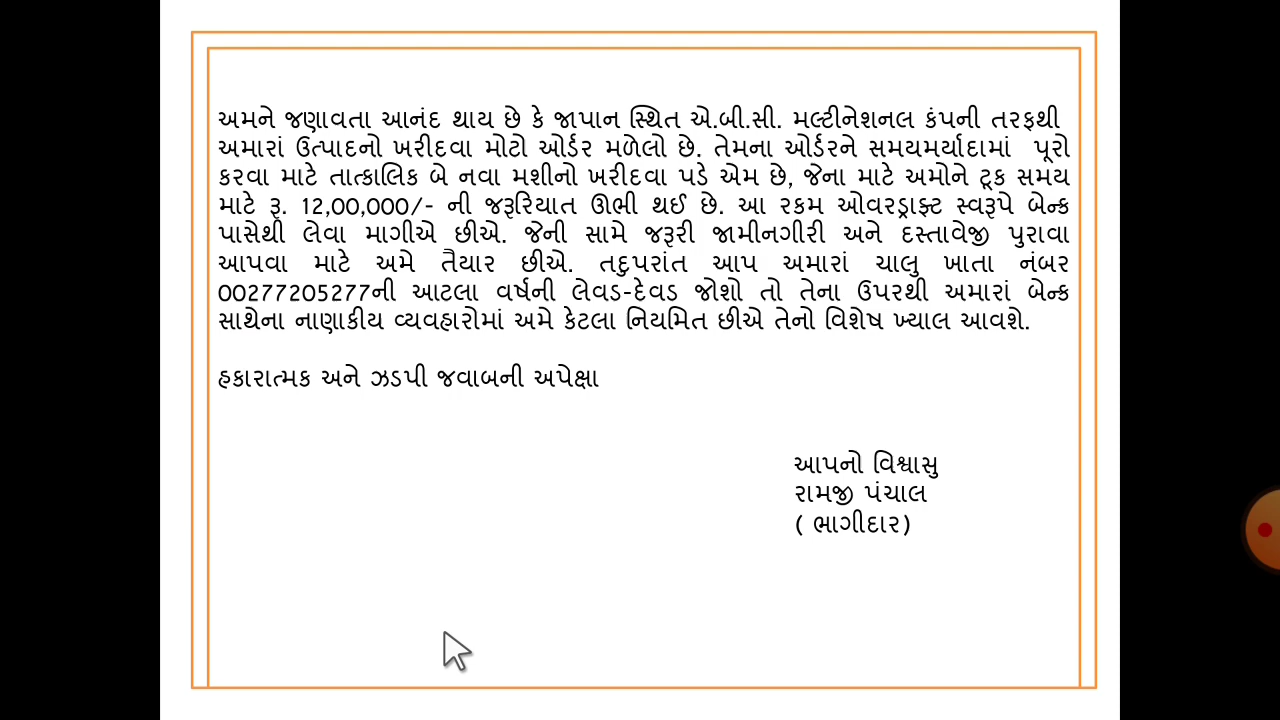 અમને જણાવતા આનંદ થાય છે કે જાપાન સ્થિત એ.બી.સી. મલ્ટીનેશનલ કંપની તરફથી
અમારાં ઉત્પાદનો ખરીદવા મોટો ઓર્ડર મળેલો છે. તેમના ઓર્ડરને સમયમર્યાદામાં પૂરો
કરવા માટે તાત્કાલિક બે નવા મશીનો ખરીદવા પડે એમ છે, જેના માટે અમોને ટૂક સમય
માટે રૂ. 12,00,000/- ની જરૂરિયાત ઊભી થઈ છે. આ રકમ ઓવરડ્રાફ્ટ સ્વરૂપે બેન્ક
પાસેથી લેવા માગીએ છીએ. જેની સામે જરૂરી જામીનગીરી અને દસ્તાવેજી પુરાવા
આપવા માટે અમે તૈયાર છીએ. તદુપરાંત આપ અમારાં ચાલુ ખાતા નંબર
00277205277ની આટલા વર્ષની લેવડ-દેવડ જોશો તો તેના ઉપરથી અમારાં બેન્ક
સાથેના નાણાકીય વ્યવહારોમાં અમે કેટલા નિયમિત છીએ તેનો વિશેષ ખ્યાલ આવશે.
હકારાત્મક અને ઝડપી જવાબની અપેક્ષા
આપનો વિશ્વાસુ
રામજી પંચાલ
( ભાગીદાર)